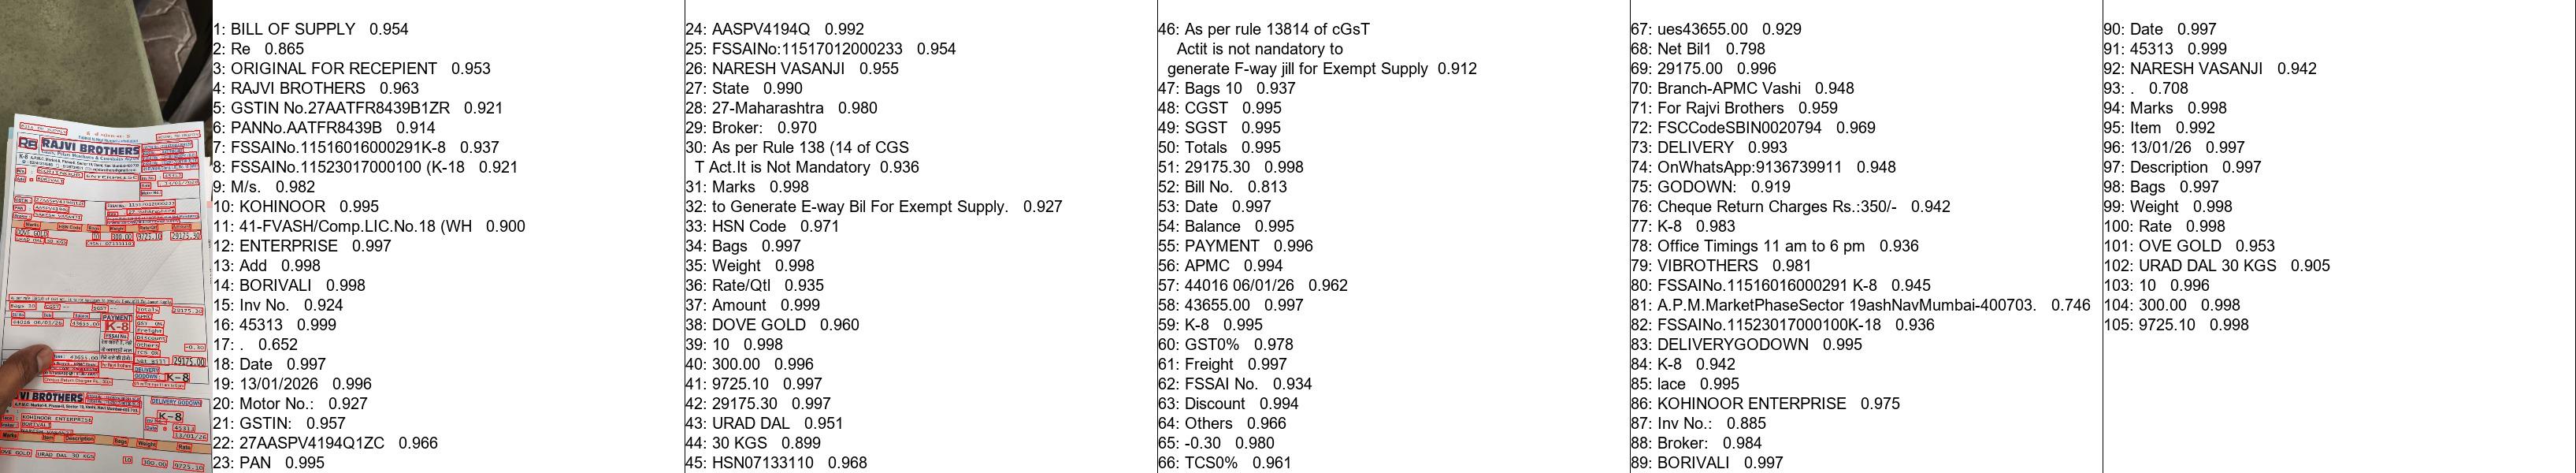 RAJVI BROTHERS
1: BILL OF SUPPLY 0.954
2: Re 0.865
3: ORIGINAL FOR RECEPIENT 0.953
4: RAJVI BROTHERS 0.963
5: GSTIN No.27AATFR8439B1ZR 0.921
6: PANNo.AATFR8439B 0.914
7: FSSAINo.11516016000291K-8 0.937
8: FSSAINo.11523017000100 (K-18 0.921
9: M/s. 0.982
10: KOHINOOR 0.995
11: 41-FVASH/Comp.LIC.No.18 (WH 0.900
12: ENTERPRISE 0.997
13: Add 0.998
14: BORIVALI 0.998
15: Inv No. 0.924
16: 45313 0.999
17: . 0.652
18: Date 0.997
19: 13/01/2026 0.996
20: Motor No.: 0.927
21: GSTIN: 0.957
22: 27AASPV4194Q1ZC 0.966
23: PAN 0.995
24: AASPV4194Q 0.992
25: FSSAINo:11517012000233 0.954
26: NARESH VASANJI 0.955
27: State 0.990
28: 27-Maharashtra 0.980
29: Broker: 0.970
30: As per Rule 138 (14 of CGS
T Act.It is Not Mandatory 0.936
31: Marks 0.998
32: to Generate E-way Bil For Exempt Supply. 0.927
33: HSN Code 0.971
34: Bags 0.997
35: Weight 0.998
36: Rate/Qtl 0.935
37: Amount 0.999
38: DOVE GOLD 0.960
39: 10 0.998
40: 300.00 0.996
41: 9725.10 0.997
42: 29175.30 0.997
43: URAD DAL 0.951
44: 30 KGS 0.899
45: HSN07133110 0.968
46: As per rule 13814 of cGsT
Actit is not nandatory to
generate F-way jill for Exempt Supply 0.912
47: Bags 10 0.937
48: CGST 0.995
49: SGST 0.995
50: Totals 0.995
51: 29175.30 0.998
52: Bill No. 0.813
53: Date 0.997
54: Balance 0.995
55: PAYMENT 0.996
56: APMC 0.994
57: 44016 06/01/26 0.962
58: 43655.00 0.997
59: K-8 0.995
60: GST0% 0.978
61: Freight 0.997
62: FSSAI No. 0.934
63: Discount 0.994
64: Others 0.966
65: -0.30 0.980
66: TCS0% 0.961
67: ues43655.00 0.929
68: Net Bil1 0.798
69: 29175.00 0.996
70: Branch-APMC Vashi 0.948
71: For Rajvi Brothers 0.959
72: FSCCodeSBIN0020794 0.969
73: DELIVERY 0.993
74: OnWhatsApp:9136739911 0.948
75: GODOWN: 0.919
76: Cheque Return Charges Rs.:350/- 0.942
77: K-8 0.983
78: Office Timings 11 am to 6 pm 0.936
79: VIBROTHERS 0.981
80: FSSAINo.11516016000291 K-8 0.945
81: A.P.M.MarketPhaseSector 19ashNavMumbai-400703. 0.746
82: FSSAINo.11523017000100K-18 0.936
83: DELIVERYGODOWN 0.995
84: K-8 0.942
85: lace 0.995
86: KOHINOOR ENTERPRISE 0.975
87: Inv No.: 0.885
88: Broker: 0.984
89: BORIVALI 0.997
90: Date 0.997
91: 45313 0.999
92: NARESH VASANJI 0.942
93: . 0.708
94: Marks 0.998
95: Item 0.992
96: 13/01/26 0.997
97: Description 0.997
98: Bags 0.997
99: Weight 0.998
100: Rate 0.998
101: OVE GOLD 0.953
102: URAD DAL 30 KGS 0.905
103: 10 0.996
104: 300.00 0.998
105: 9725.10 0.998